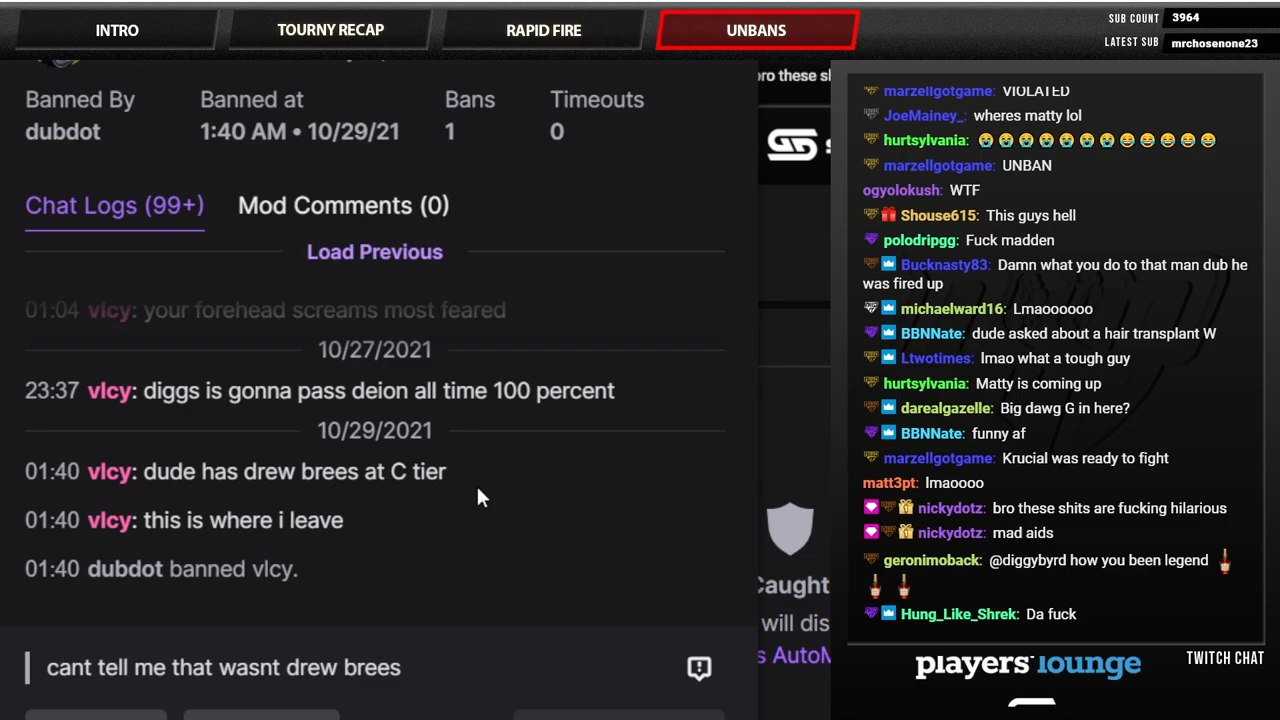 INTRO
TOURNY RECAP
RAPID FIRE
UNBANS
SUB COUNT 3964
LATEST SUB mrchosenone23
Banned By
dubdot
Banned at
1:40 AM • 10/29/21
Bans
1
Timeouts
0
Chat Logs (99+)
Mod Comments (0)
Load Previous
01:04 vlcy: your forehead screams most feared
10/27/2021
23:37 vlcy: diggs is gonna pass deion all time 100 percent
10/29/2021
01:40 vlcy: dude has drew brees at C tier
01:40 vlcy: this is where i leave
01:40 dubdot banned vlcy.
cant tell me that wasnt drew brees
these
Caught
will
AutoM
marzellgotgame: VIOLATED
JoeMainey_: wheres matty lol
hurtsylvania: 😭😭😭😭😭😭😭😂😂😂😂😂
marzellgotgame: UNBAN
ogyolokush: WTF
Shouse615: This guys hell
polodripgg: Fuck madden
Bucknasty83: Damn what you do to that man dub he
was fired up
michaelward16: Lmaoooooo
BBNNate: dude asked about a hair transplant W
Ltwotimes: lmao what a tough guy
hurtsylvania: Matty is coming up
darealgazelle: Big dawg G in here?
BBNNate: funny af
marzellgotgame: Krucial was ready to fight
matt3pt: lmaoooo
nickydotz: bro these shits are fucking hilarious
nickydotz: mad aids
geronimoback: @diggybyrd how you been legend
Hung_Like_Shrek: Da fuck
players' lounge
TWITCH CHAT